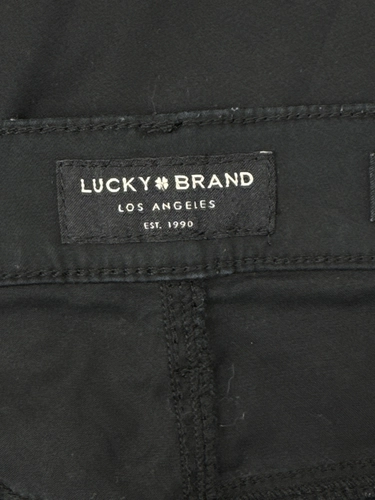 LUCKY BRAND
LOS ANGELES
EST. 1990